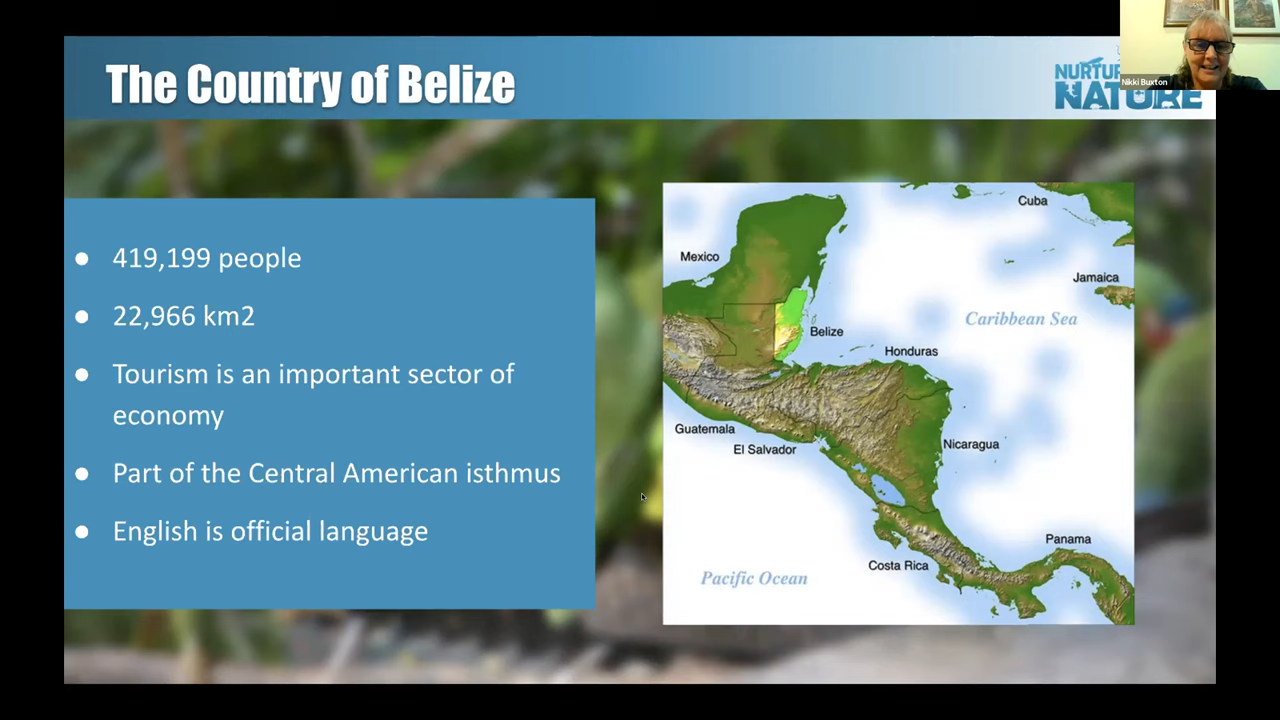 The Country of Belize
NATURE
Nikki Buxton
● 419,199 people
● 22,966 km2
● Tourism is an important sector of
economy
● Part of the Central American isthmus
● English is official language
Cuba
Mexico
Jamaica
Caribbean Sea
Belize
Honduras
Guatemala
El Salvador
Nicaragua
Panama
Costa Rica
Pacific Ocean